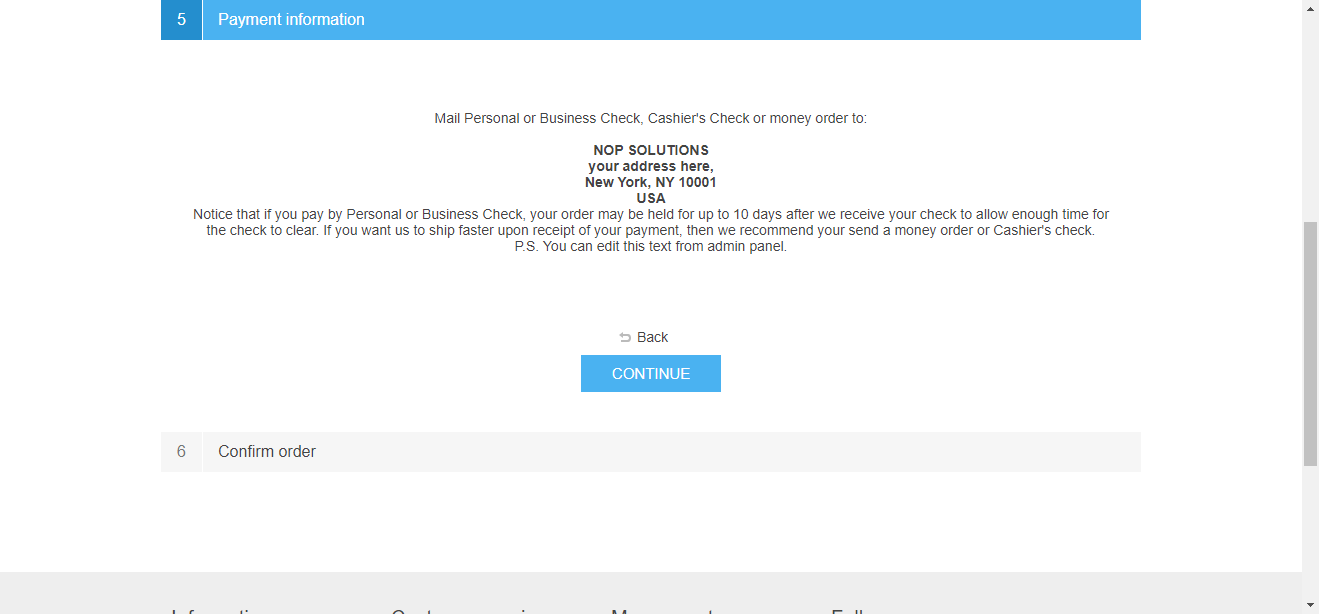 5 Payment information
Mail Personal or Business Check, Cashier's Check or money order to:
NOP SOLUTIONS
your address here,
New York, NY 10001
USA
Notice that if you pay by Personal or Business Check, your order may be held for up to 10 days after we receive your check to allow enough time for
the check to clear. If you want us to ship faster upon receipt of your payment, then we recommend your send a money order or Cashier's check.
P.S. You can edit this text from admin panel.
Back
CONTINUE
6 Confirm order